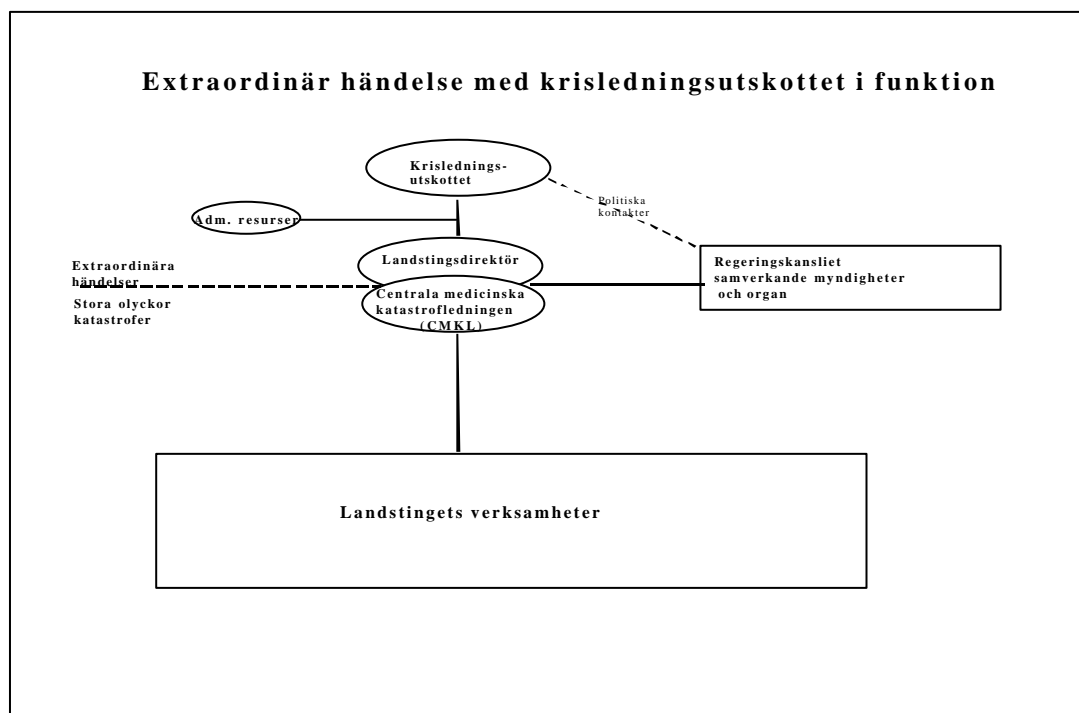 Extraordinär händelse med krisledningsutskottet i funktion
Krislednings-
utskottet
Politiska
kontakter
Adm. resurser
Landstingsdirektör
Regeringskansliet
samverkande myndigheter
och organ
Extraordinära
händelser
Stora olyckor
katastrofer
Centrala medicinska
katastrofledningen
(CMKL)
Landstingets verksamheter